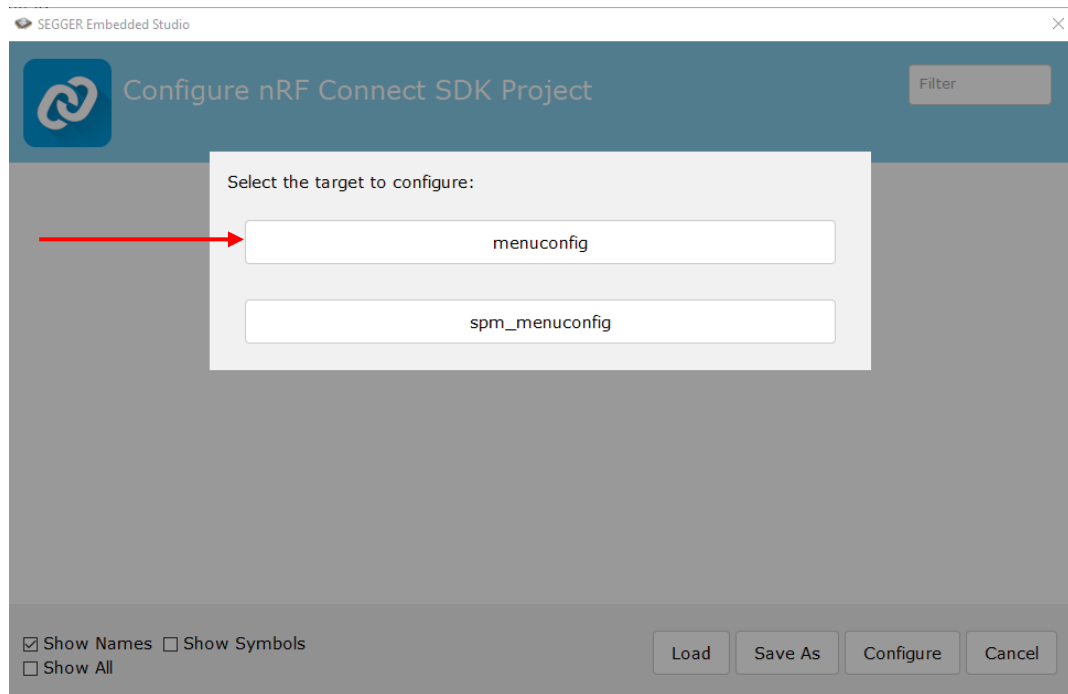 SEGGER Embedded Studio
Configure nRF Connect SDK Project
Filter
Select the target to configure:
menuconfig
spm_menuconfig
Show Names Show Symbols
Show All
Load Save As Configure Cancel